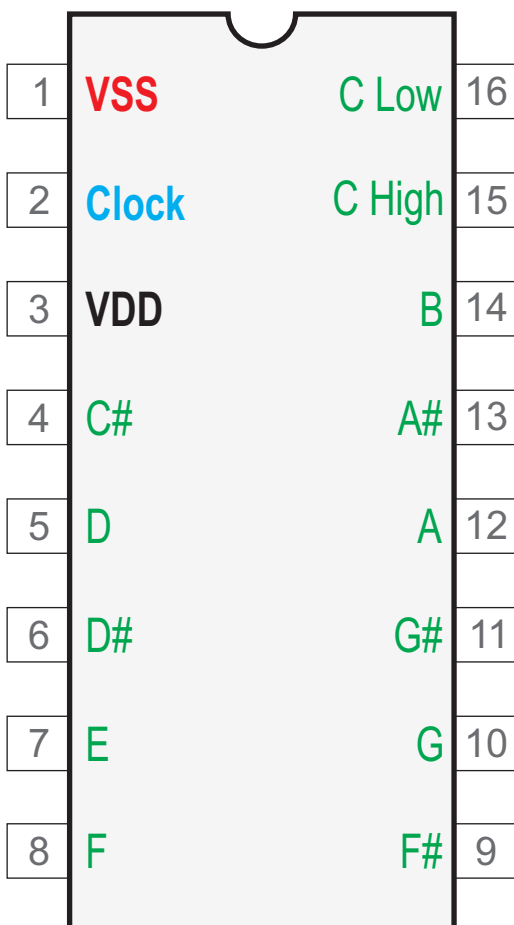 1 VSS C Low 16
2 Clock C High 15
3 VDD B 14
4 C# A# 13
5 D A 12
6 D# G# 11
7 E G 10
8 F F# 9